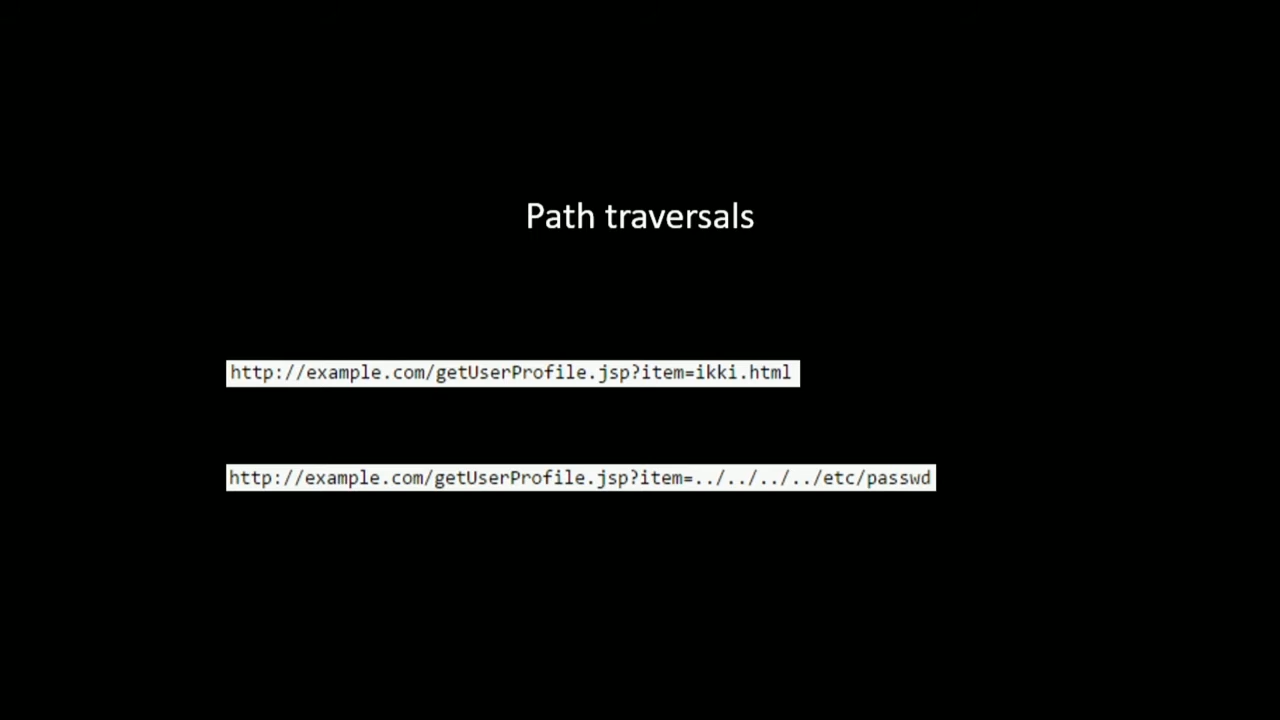 Path traversals
http://example.com/getUserProfile.jsp?item=ikki.html
http://example.com/getUserProfile.jsp?item=../../../../etc/passwd